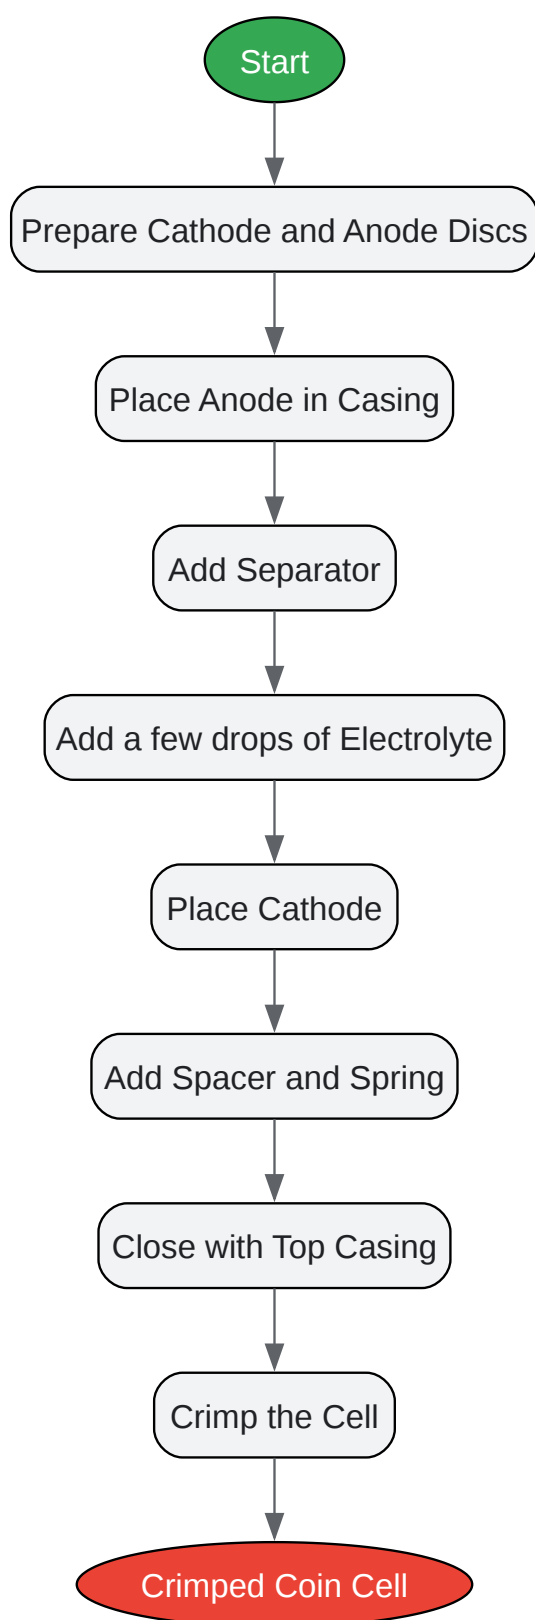 Start
Prepare Cathode and Anode Discs
Place Anode in Casing
Add Separator
Add a few drops of Electrolyte
Place Cathode
Add Spacer and Spring
Close with Top Casing
Crimp the Cell
Crimped Coin Cell